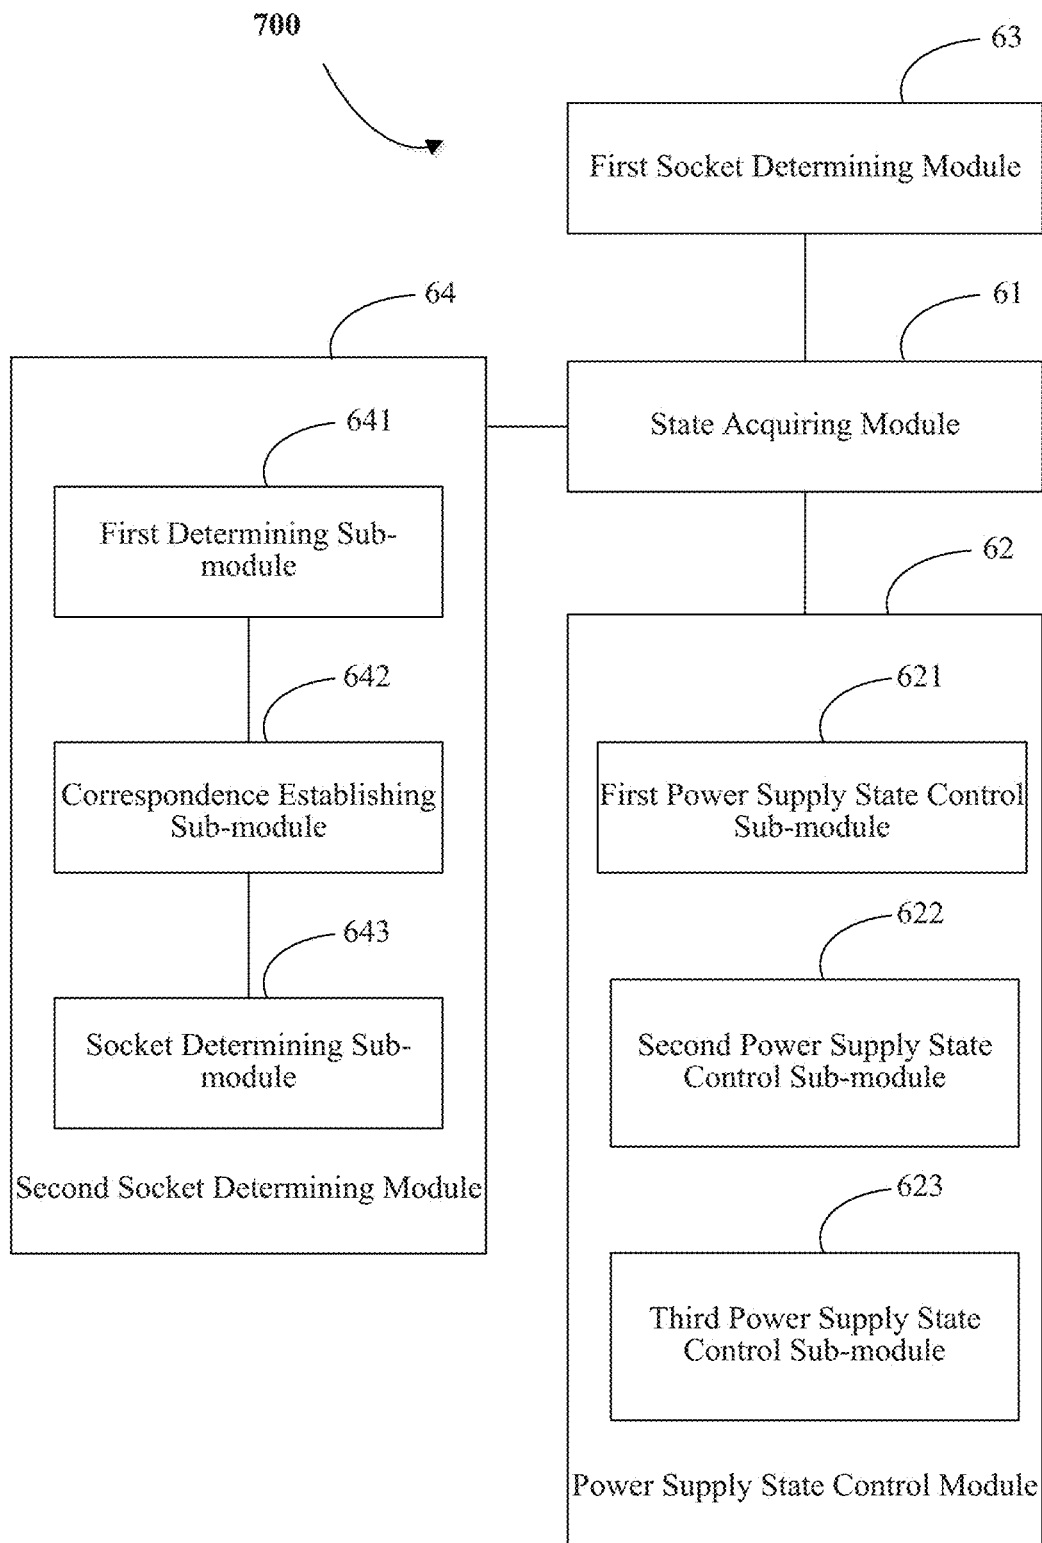 700
63
First Socket Determining Module
64
61
State Acquiring Module
641
First Determining Sub-
module
62
642
Correspondence Establishing
Sub-module
621
First Power Supply State Control
Sub-module
643
Socket Determining Sub-
module
622
Second Power Supply State
Control Sub-module
Second Socket Determining Module
623
Third Power Supply State
Control Sub-module
Power Supply State Control Module